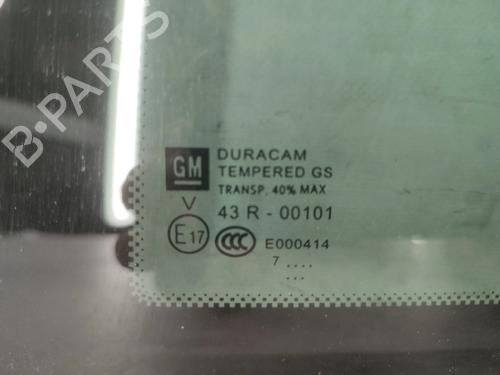 B-PARTS
GM
DURACAM
TEMPERED GS
TRANSP. 40% MAX
V
43 R - 00101
E17
CCC
E000414
7 ....
...